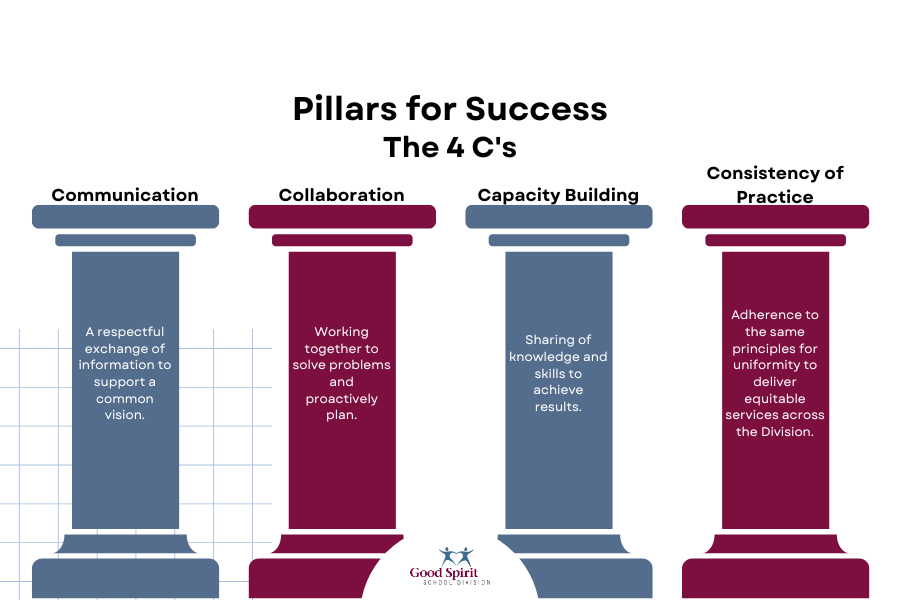 Pillars for Success
The 4 C's
Communication
A respectful
exchange of
information to
support a
common
vision.
Collaboration
Working
together to
solve problems
and
proactively
plan.
Capacity Building
Sharing of
knowledge and
skills to
achieve
results.
Consistency of
Practice
Adherence to
the same
principles for
uniformity to
deliver
equitable
services across
the Division.
Good Spirit
SCHOOL DIVISION